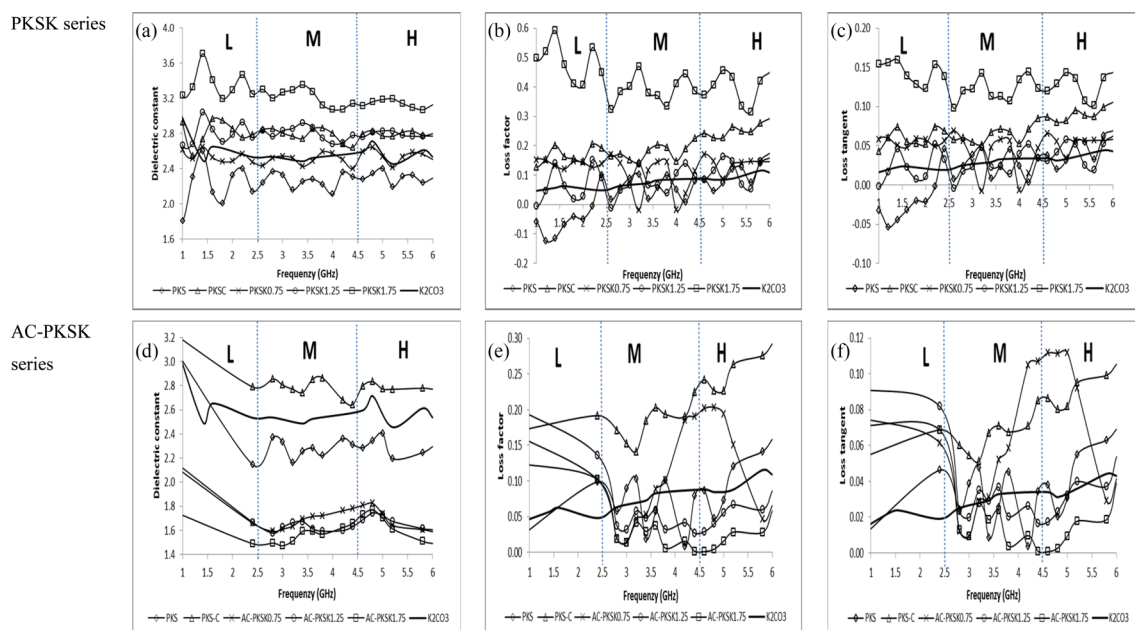 PKSK series
(a)
L
M
H
4.0
3.6
3.2
2.8
2.4
2.0
1.6
Dielectric constant
1 1.5 2 2.5 3 3.5 4 4.5 5 5.5 6
Frequenzy (GHz)
PKS PKSC PKSK0.75 PKSK1.25 PKSK1.75 K2CO3
(b)
L
M
H
0.6
0.5
0.4
0.3
0.2
0.1
0.0
-0.1
-0.2
Loss factor
1 1.5 2 2.5 3 3.5 4 4.5 5 5.5 6
Frequenzy (GHz)
PKS PKSC PKSK0.75 PKSK1.25 PKSK1.75 K2CO3
(c)
L
M
H
0.20
0.15
0.10
0.05
0.00
-0.05
-0.10
Loss tangent
1 1.5 2 2.5 3 3.5 4 4.5 5 5.5 6
Frequenzy (GHz)
PKS PKSC PKSK0.75 PKSK1.25 PKSK1.75 K2CO3
AC-PKSK
series
(d)
L
M
H
3.2
3.0
2.8
2.6
2.4
2.2
2.0
1.8
1.6
1.4
Dielectric constant
1 1.5 2 2.5 3 3.5 4 4.5 5 5.5 6
Frequenzy (GHz)
PKS PKS-C AC-PKSK0.75 AC-PKSK1.25 AC-PKSK1.75 K2CO3
(e)
L
M
H
0.30
0.25
0.20
0.15
0.10
0.05
0.00
Loss factor
1 1.5 2 2.5 3 3.5 4 4.5 5 5.5 6
Frequenzy (GHz)
PKS PKS-C AC-PKSK0.75 AC-PKSK1.25 AC-PKSK1.75 K2CO3
(f)
L
M
H
0.12
0.10
0.08
0.06
0.04
0.02
0.00
Loss tangent
1 1.5 2 2.5 3 3.5 4 4.5 5 5.5 6
Frequenzy (GHz)
PKS PKS-C AC-PKSK0.75 AC-PKSK1.25 AC-PKSK1.75 K2CO3